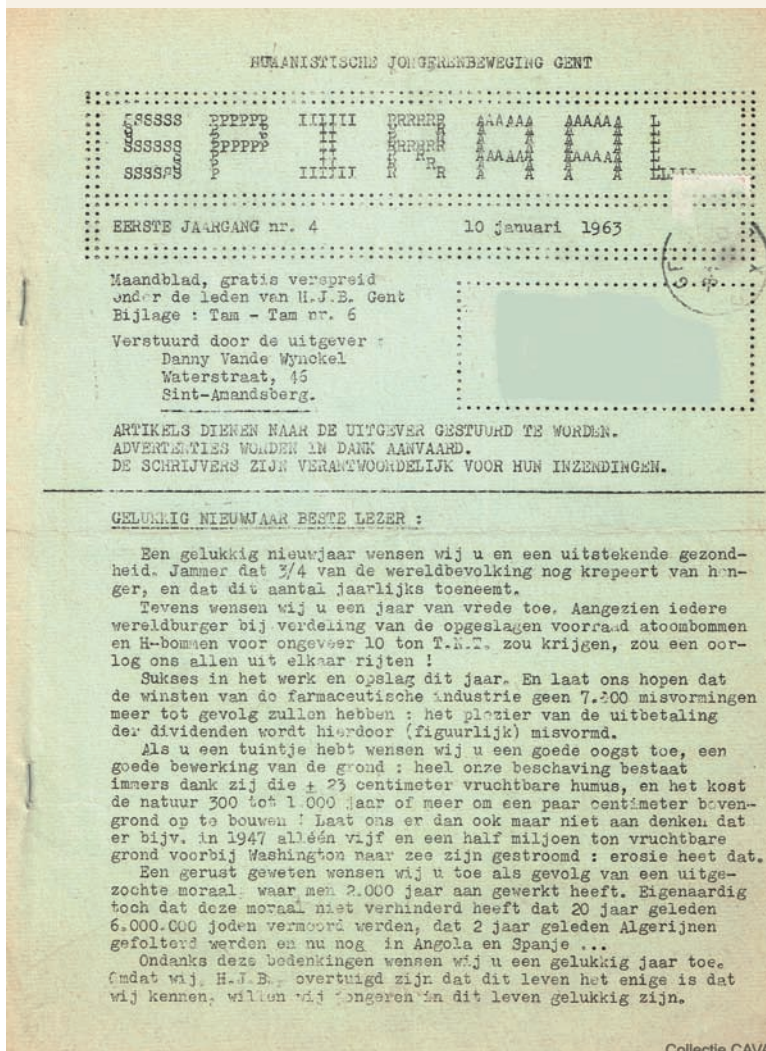 HUMANISTISCHE JONGERENBEWEGING GENT
SPIRAAL
EERSTE JAARGANG nr. 4 10 januari 1963
Maandblad, gratis verspreid
onder de leden van H.J.B. Gent
Bijlage : Tam - Tam nr. 6
Verstuurd door de uitgever :
Danny Vande Wynckel
Waterstraat, 46
Sint-Amandsberg.
ARTIKELS DIENEN NAAR DE UITGEVER GESTUURD TE WORDEN.
ADVERTENTIES WORDEN IN DANK AANVAARD.
DE SCHRIJVERS ZIJN VERANTWOORDELIJK VOOR HUN INZENDINGEN.
GELUKKIG NIEUWJAAR BESTE LEZER :
Een gelukkig nieuwjaar wensen wij u en een uitstekende gezond-
heid. Jammer dat 3/4 van de wereldbevolking nog krepeert van hon-
ger, en dat dit aantal jaarlijks toeneemt.
Tevens wensen wij u een jaar van vrede toe. Aangezien iedere
wereldburger bij verdeling van de opgeslagen voorraad atoombommen
en H-bommen voor ongeveer 10 ton T.N.T. zou krijgen, zou een oor-
log ons allen uit elkaar rijten !
Sukses in het werk en opslag dit jaar. En laat ons hopen dat
de winsten van de farmaceutische industrie geen misvormingen
meer tot gevolg zullen hebben : het plezier van de uitbetaling
der dividenden wordt hierdoor (figuurlijk) misvormd.
Als u een tuintje hebt wensen wij u een goede oogst toe, een
goede bewerking van de grond : heel onze beschaving bestaat
immers dank zij die ± 23 centimeter vruchtbare humus, en het kost
de natuur 300 tot 1.000 jaar of meer om een paar centimeter boven-
grond op te bouwen ! Laat ons er dan ook maar niet aan denken dat
er bijv. in 1947 alléén vijf en een half miljoen ton vruchtbare
grond voorbij Washington naar zee zijn gestroomd : erosie heet dat.
Een gerust geweten wensen wij u toe als gevolg van een uitge-
zochte moraal waar men 2.000 jaar aan gewerkt heeft. Eigenaardig
toch dat deze moraal niet verhinderd heeft dat 20 jaar geleden
6.000.000 joden vermoord werden, dat 2 jaar geleden Algerijnen
gefolterd werden en nu nog in Angola en Spanje ...
Ondanks deze bedenkingen wensen wij u een gelukkig jaar toe.
Omdat wij, H.J.B., overtuigd zijn dat dit leven het enige is dat
wij kennen, willen wij jongeren in dit leven gelukkig zijn.
Collectie CAVA